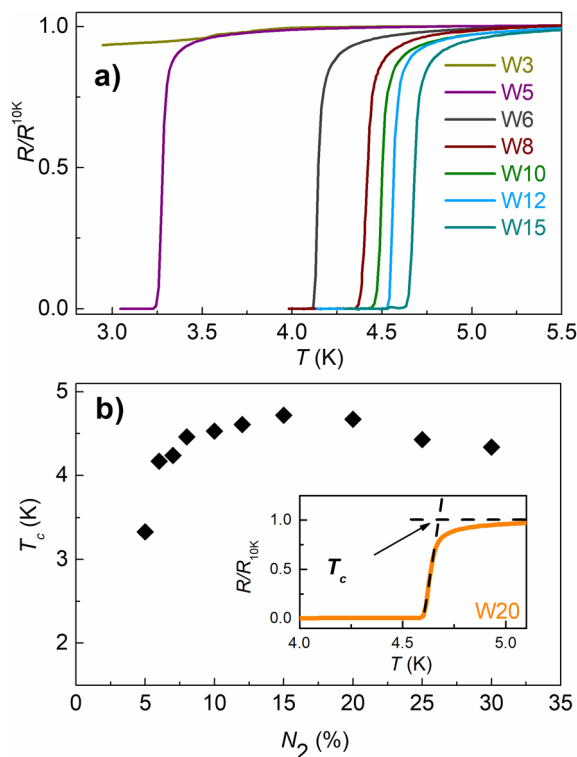 a)
R/R^10K
1.0
0.5
0.0
W3
W5
W6
W8
W10
W12
W15
3.0 3.5 4.0 4.5 5.0 5.5
T (K)
b)
T_c (K)
5
4
3
2
R/R_10K
1.0
0.75
0.0
T_c
W20
4.0 4.5 5.0
T (K)
0 5 10 15 20 25 30 35
N_2 (%)